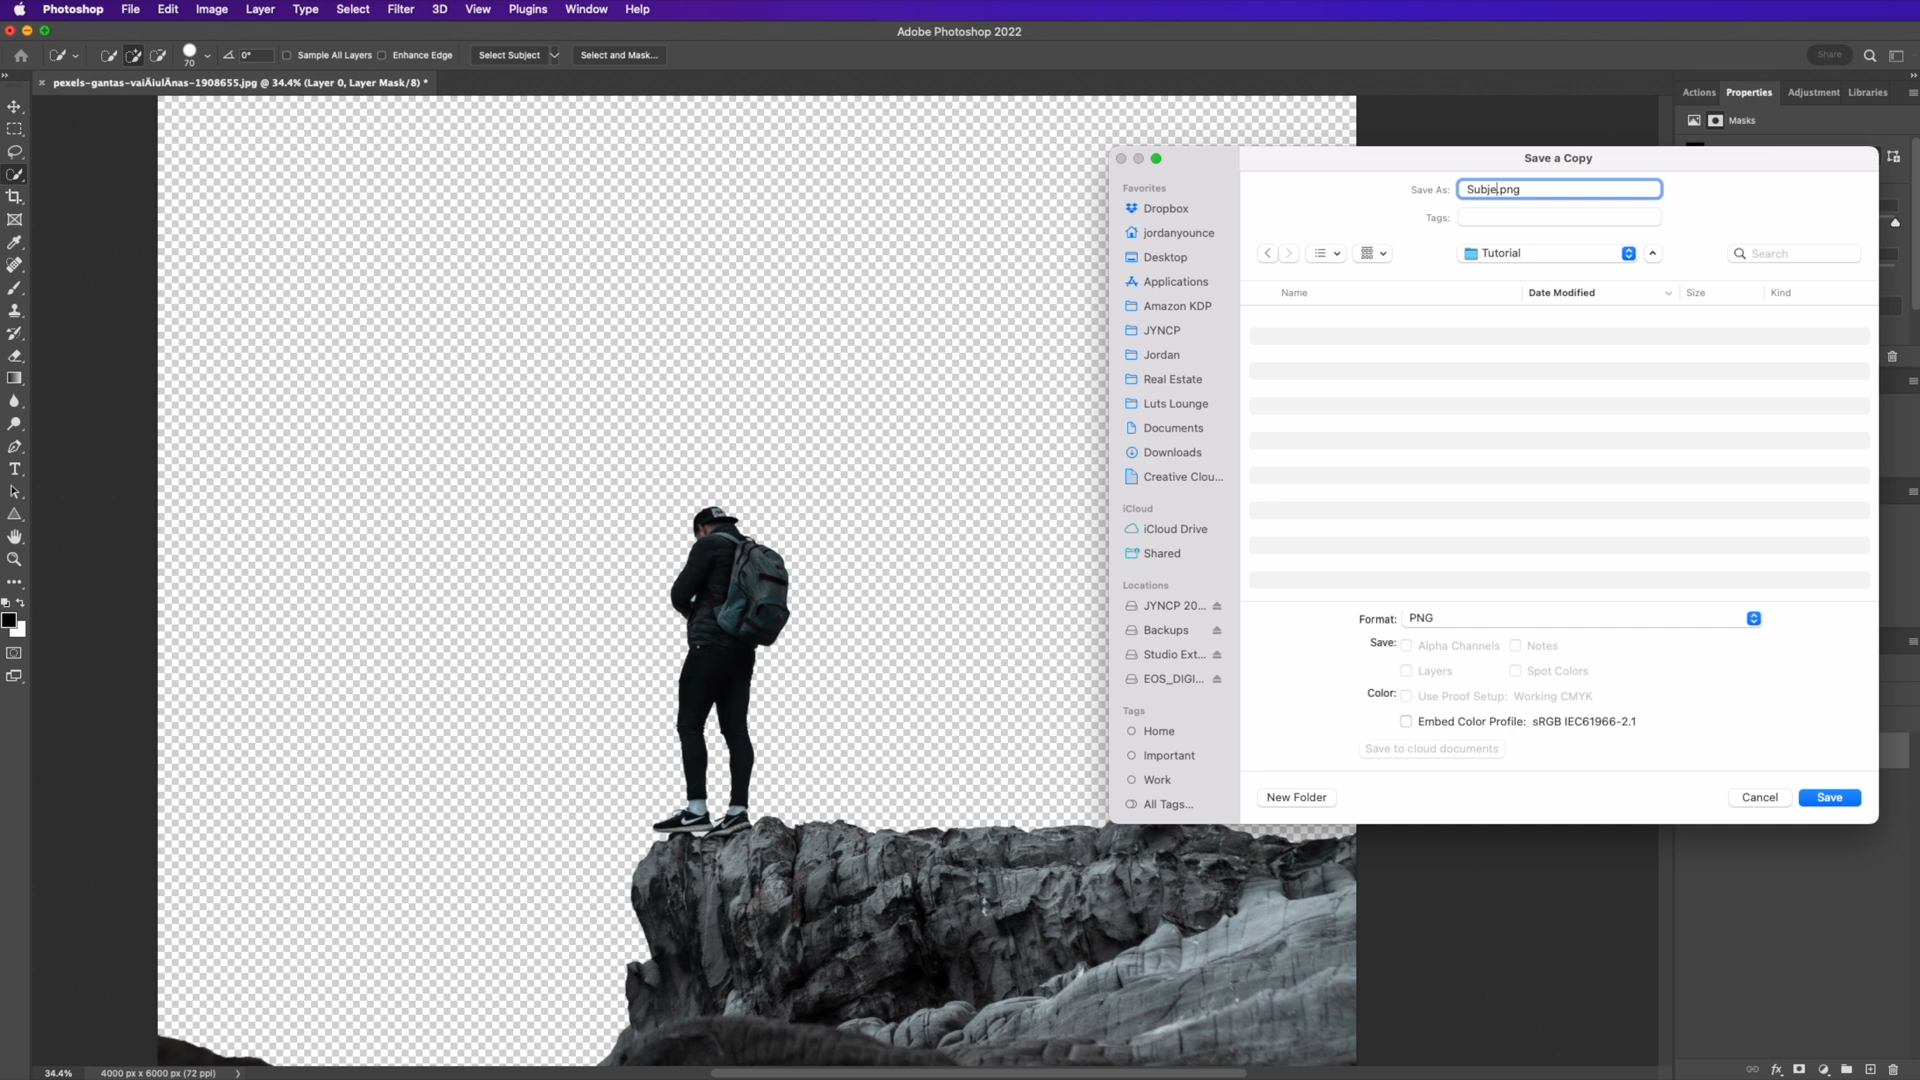 Photoshop File Edit Image Layer Type Select Filter 3D View Plugins Window Help
Adobe Photoshop 2022
70 0° Sample All Layers Enhance Edge Select Subject Select and Mask... Share
pexels-gantas-vaiÄiulÄnas-1908655.jpg @ 34.4% (Layer 0, Layer Mask/8) *
Actions Properties Adjustment Libraries
Masks
Save a Copy
Save As: Subje.png
Tags:
Tutorial
Search
Name Date Modified Size Kind
Favorites
Dropbox
jordanyounce
Desktop
Applications
Amazon KDP
JYNCP
Jordan
Real Estate
Luts Lounge
Documents
Downloads
Creative Clou...
iCloud
iCloud Drive
Shared
Locations
JYNCP 20...
Backups
Studio Ext...
EOS_DIGI...
Tags
Home
Important
Work
All Tags...
Format: PNG
Save: Alpha Channels Notes
Layers Spot Colors
Color: Use Proof Setup: Working CMYK
Embed Color Profile: sRGB IEC61966-2.1
Save to cloud documents
New Folder Cancel Save
T
fx
34.4% 4000 px x 6000 px (72 ppi)